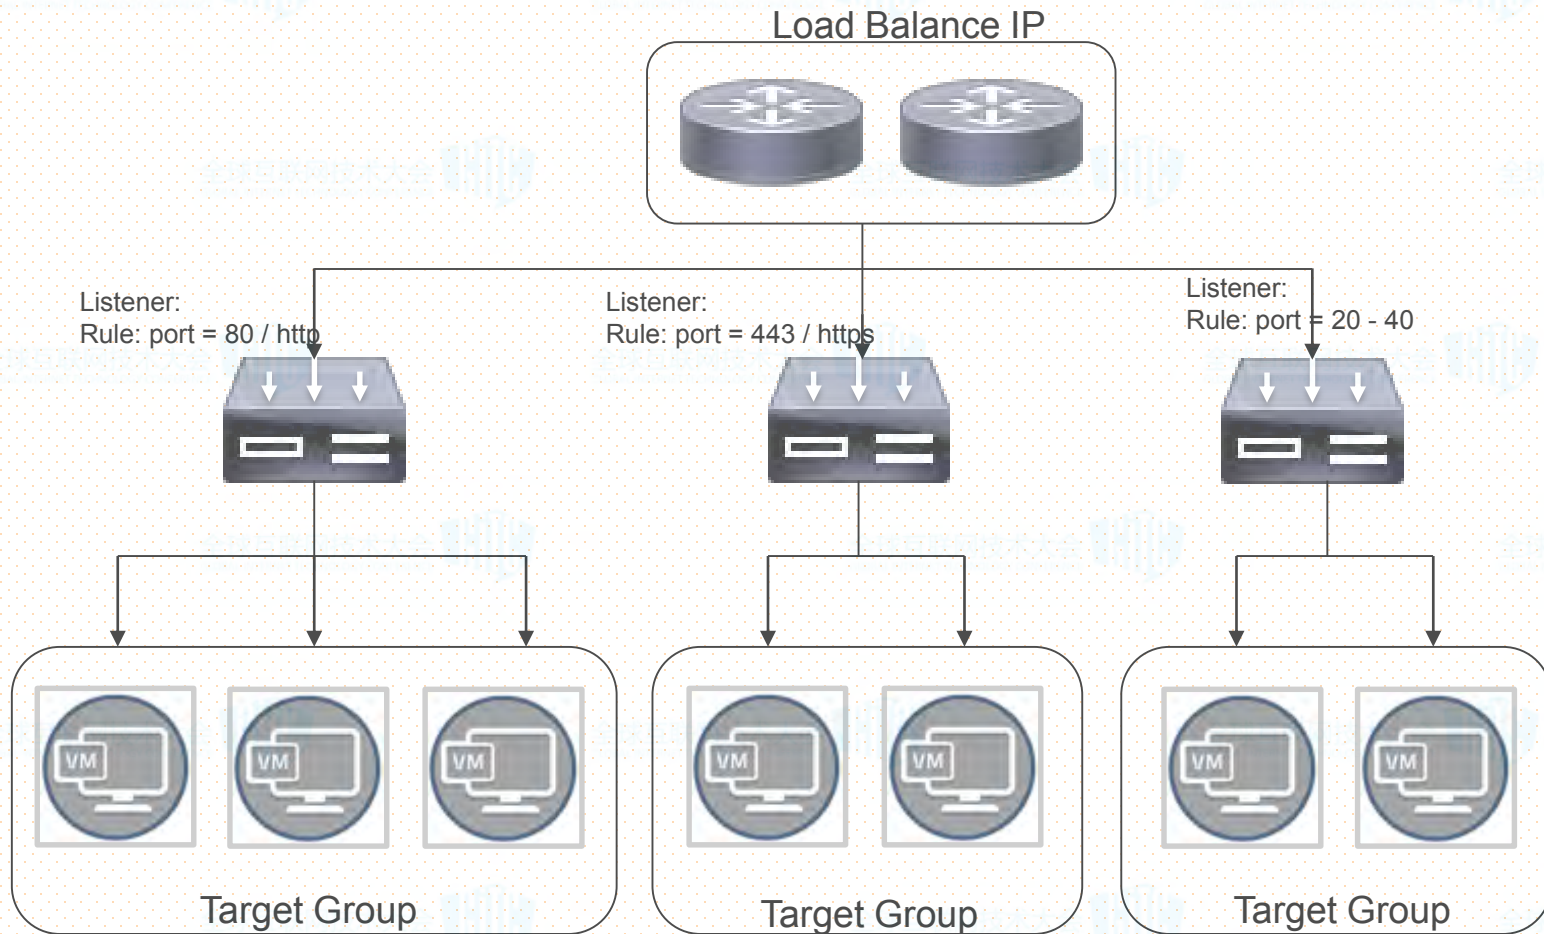 Load Balance IP
Listener:
Rule: port = 80 / http
Listener:
Rule: port = 443 / https
Listener:
Rule: port = 20 - 40
VM
VM
VM
VM
VM
VM
VM
Target Group
Target Group
Target Group